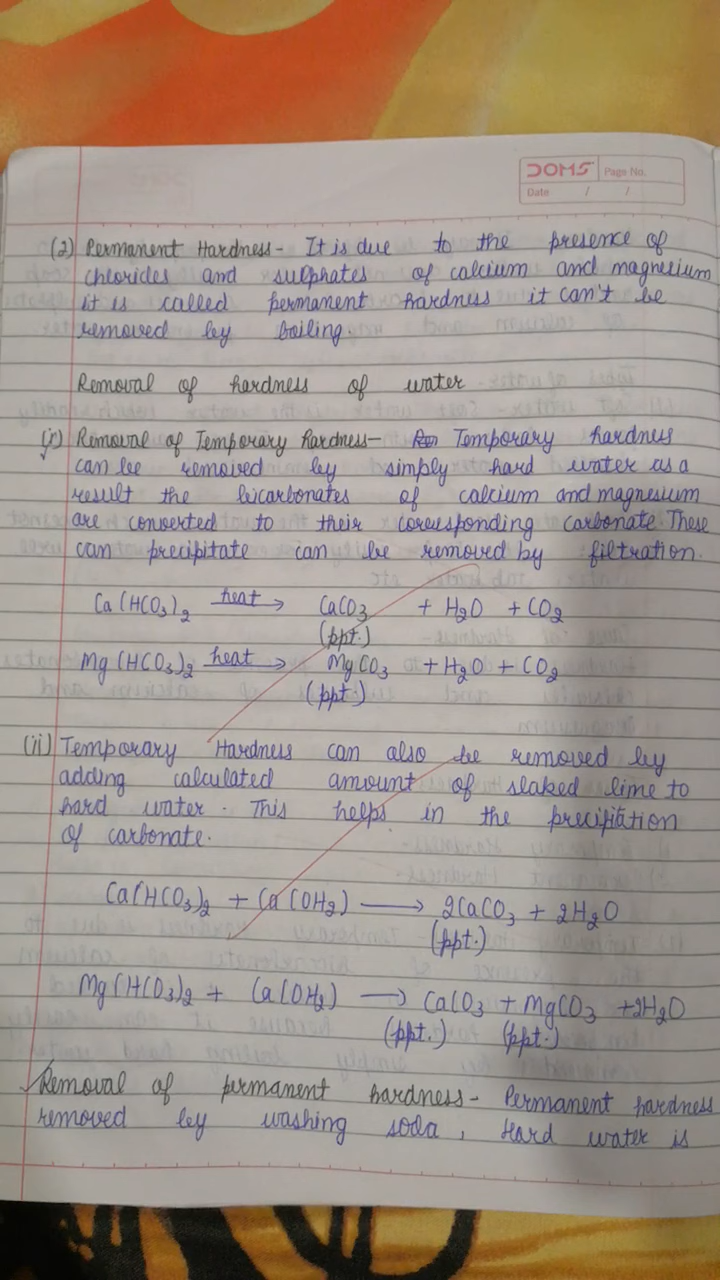 DOMS Page No.
Date / /
(2) Permanent Hardness - It is due to the presence of
chlorides and sulphates of calcium and magnesium
it is called permanent hardness it can't be
removed by boiling.
Removal of hardness of water
(i) Removal of Temporary Hardness- Temporary hardness
can be removed by simply hard water as a
result the bicarbonates of calcium and magnesium
are converted to their corresponding carbonate These
can precipitate can be removed by filtration.
Ca(HCO3)2 heat → CaCO3 + H2O + CO2
(ppt.)
Mg(HCO3)2 heat → MgCO3 + H2O + CO2
(ppt.)
(ii) Temporary Hardness can also be removed by
adding calculated amount of slaked lime to
hard water. This helps in the precipitation
of carbonate.
Ca(HCO3)2 + Ca(OH2) → 2CaCO3 + 2H2O
(ppt.)
Mg(HCO3)2 + Ca(OH2) → CaCO3 + MgCO3 + 2H2O
(ppt.) (ppt.)
Removal of permanent hardness - Permanent hardness
removed by washing soda, Hard water is